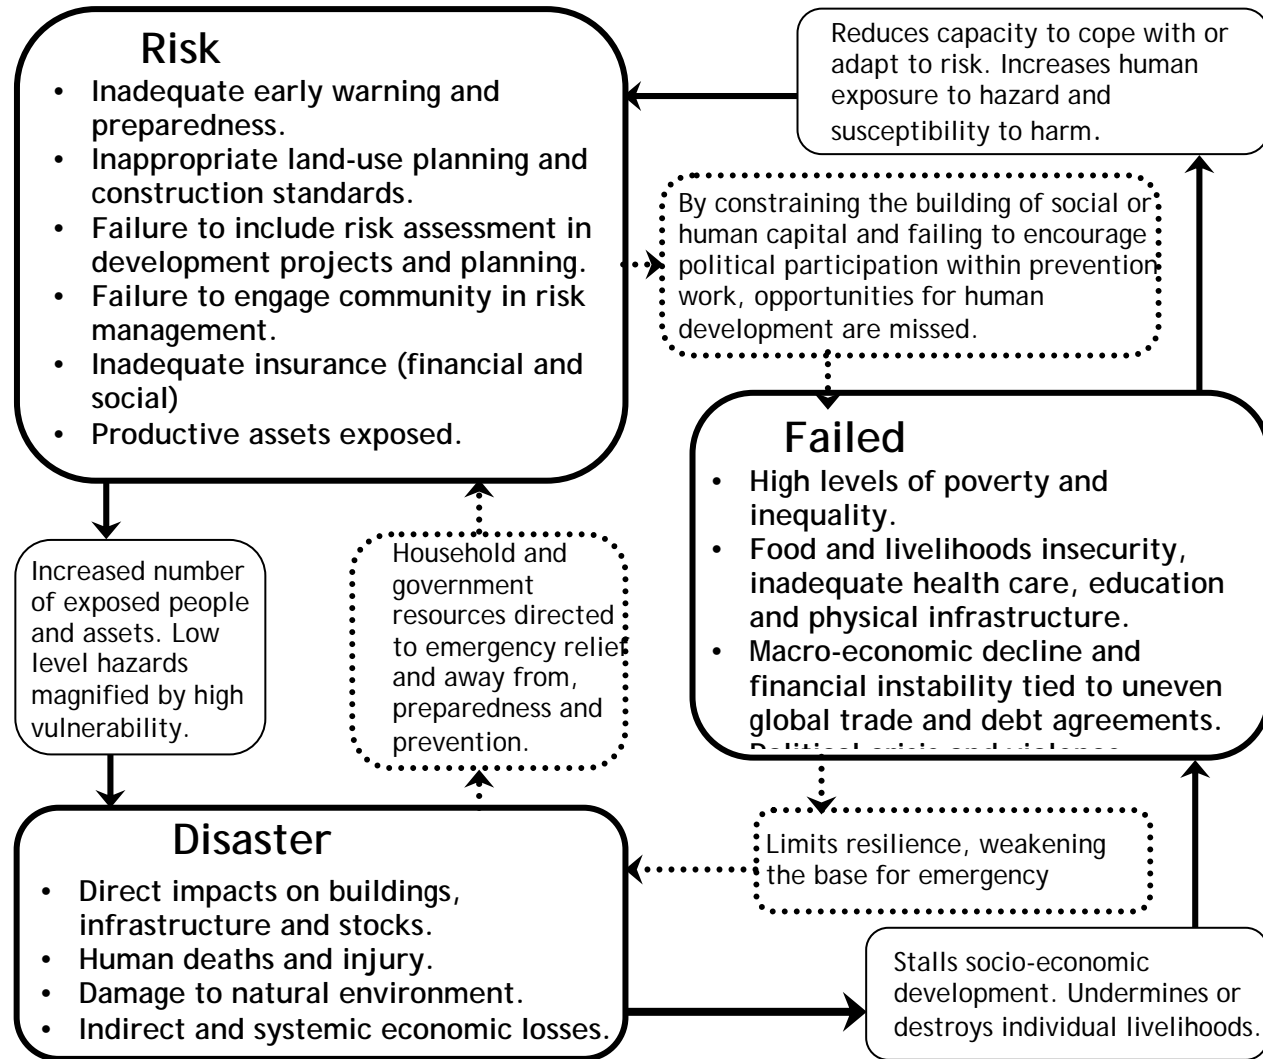 Risk
• Inadequate early warning and
preparedness.
• Inappropriate land-use planning and
construction standards.
• Failure to include risk assessment in
development projects and planning.
• Failure to engage community in risk
management.
• Inadequate insurance (financial and
social)
• Productive assets exposed.
Reduces capacity to cope with or
adapt to risk. Increases human
exposure to hazard and
susceptibility to harm.
By constraining the building of social or
human capital and failing to encourage
political participation within prevention
work, opportunities for human
development are missed.
Failed
• High levels of poverty and
inequality.
• Food and livelihoods insecurity,
inadequate health care, education
and physical infrastructure.
• Macro-economic decline and
financial instability tied to uneven
global trade and debt agreements.
Political crisis and violence
Increased number
of exposed people
and assets. Low
level hazards
magnified by high
vulnerability.
Household and
government
resources directed
to emergency relief
and away from,
preparedness and
prevention.
Disaster
• Direct impacts on buildings,
infrastructure and stocks.
• Human deaths and injury.
• Damage to natural environment.
• Indirect and systemic economic losses.
Limits resilience, weakening
the base for emergency
Stalls socio-economic
development. Undermines or
destroys individual livelihoods.